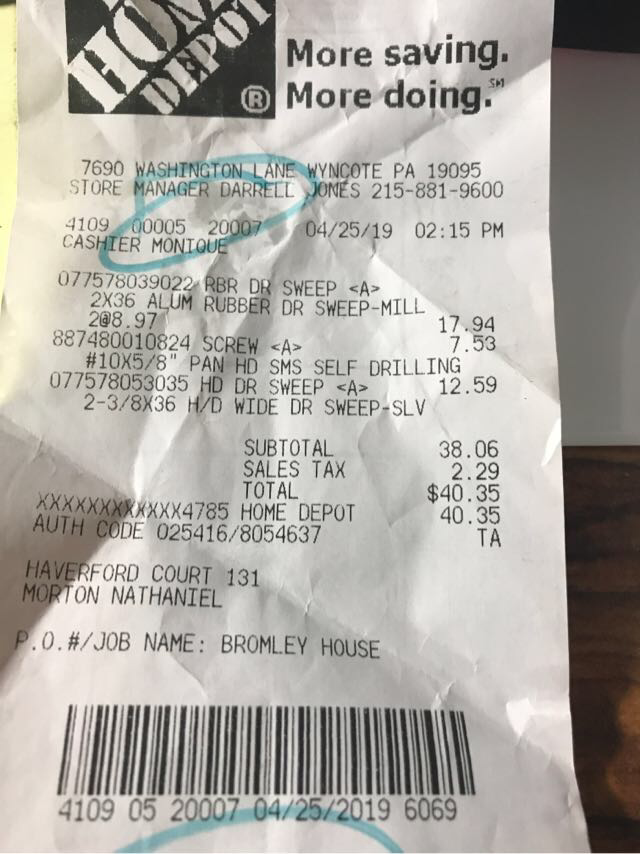 HOME
DEPOT
®
More saving.
More doing.℠
7690 WASHINGTON LANE WYNCOTE PA 19095
STORE MANAGER DARRELL JONES 215-881-9600
4109 00005 20007 04/25/19 02:15 PM
CASHIER MONIQUE
077578039022 RBR DR SWEEP <A>
2X36 ALUM RUBBER DR SWEEP-MILL
2@8.97 17.94
887480010824 SCREW <A> 7.53
#10X5/8" PAN HD SMS SELF DRILLING
077578053035 HD DR SWEEP <A> 12.59
2-3/8X36 H/D WIDE DR SWEEP-SLV
SUBTOTAL 38.06
SALES TAX 2.29
TOTAL $40.35
XXXXXXXXXXXX4785 HOME DEPOT 40.35
AUTH CODE 025416/8054637 TA
HAVERFORD COURT 131
MORTON NATHANIEL
P.O.#/JOB NAME: BROMLEY HOUSE
4109 05 20007 04/25/2019 6069